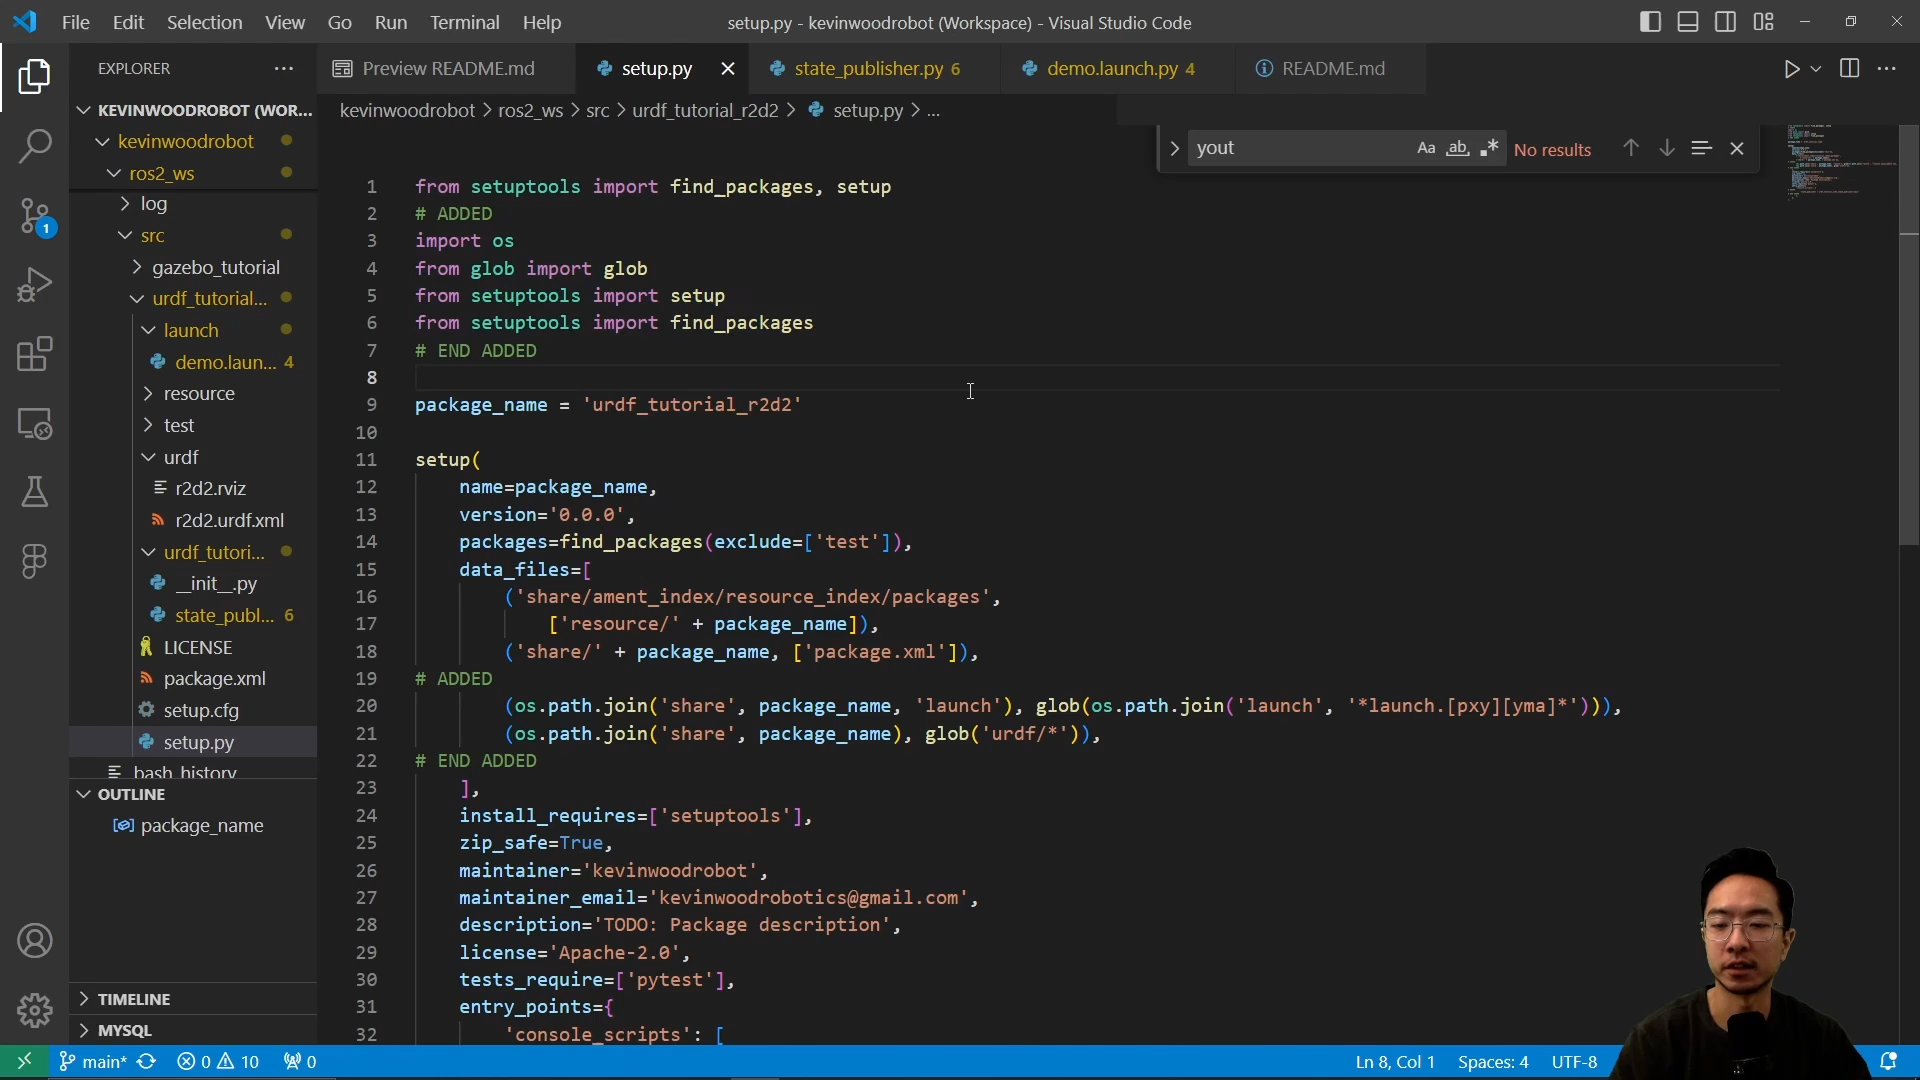 File Edit Selection View Go Run Terminal Help
setup.py - kevinwoodrobot (Workspace) - Visual Studio Code
EXPLORER
KEVINWOODROBOT (WOR...
kevinwoodrobot
ros2_ws
log
src
gazebo_tutorial
urdf_tutorial...
launch
demo.laun... 4
resource
test
urdf
r2d2.rviz
r2d2.urdf.xml
urdf_tutori...
__init__.py
state_publ... 6
LICENSE
package.xml
setup.cfg
setup.py
bash_history
OUTLINE
package_name
TIMELINE
MYSQL
1
Preview README.md
setup.py
state_publisher.py 6
demo.launch.py 4
README.md
kevinwoodrobot > ros2_ws > src > urdf_tutorial_r2d2 > setup.py > ...
yout
Aa ab .*
No results
1 from setuptools import find_packages, setup
2 # ADDED
3 import os
4 from glob import glob
5 from setuptools import setup
6 from setuptools import find_packages
7 # END ADDED
8
9 package_name = 'urdf_tutorial_r2d2'
10
11 setup(
12 name=package_name,
13 version='0.0.0',
14 packages=find_packages(exclude=['test']),
15 data_files=[
16 ('share/ament_index/resource_index/packages',
17 ['resource/' + package_name]),
18 ('share/' + package_name, ['package.xml']),
19 # ADDED
20 (os.path.join('share', package_name, 'launch'), glob(os.path.join('launch', '*launch.[pxy][yma]*'))),
21 (os.path.join('share', package_name), glob('urdf/*')),
22 # END ADDED
23 ],
24 install_requires=['setuptools'],
25 zip_safe=True,
26 maintainer='kevinwoodrobot',
27 maintainer_email='kevinwoodrobotics@gmail.com',
28 description='TODO: Package description',
29 license='Apache-2.0',
30 tests_require=['pytest'],
31 entry_points={
32 'console_scripts': [
main* 0 10 0
Ln 8, Col 1 Spaces: 4 UTF-8